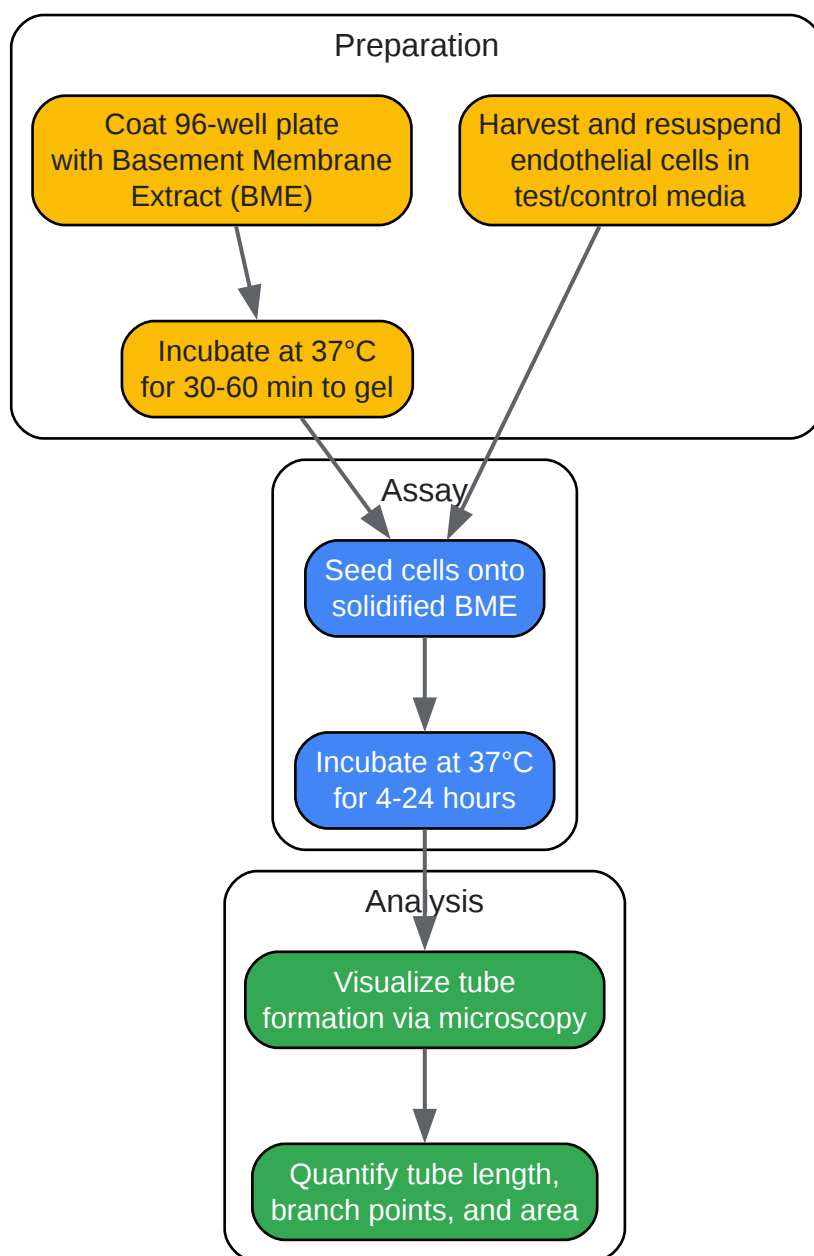 Preparation
Coat 96-well plate
with Basement Membrane
Extract (BME)
Harvest and resuspend
endothelial cells in
test/control media
Incubate at 37°C
for 30-60 min to gel
Assay
Seed cells onto
solidified BME
Incubate at 37°C
for 4-24 hours
Analysis
Visualize tube
formation via microscopy
Quantify tube length,
branch points, and area